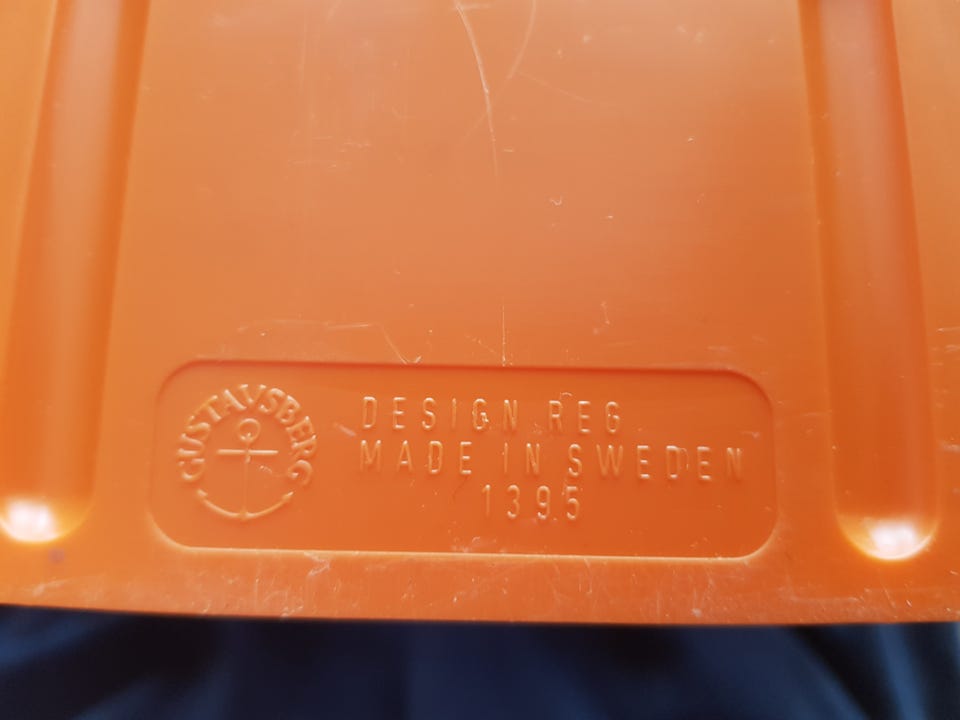 GUSTAVSBERG
DESIGN REG
MADE IN SWEDEN
1395